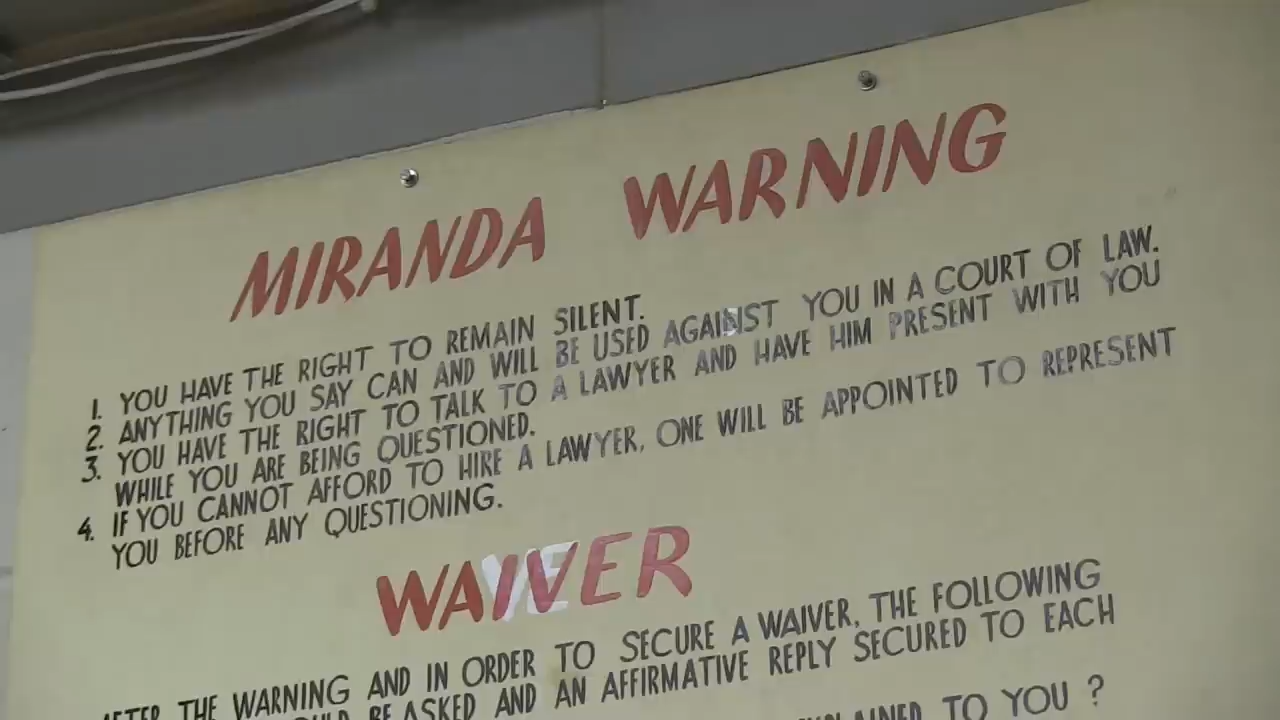 MIRANDA WARNING
1. YOU HAVE THE RIGHT TO REMAIN SILENT.
2. ANYTHING YOU SAY CAN AND WILL BE USED AGAINST YOU IN A COURT OF LAW.
3. YOU HAVE THE RIGHT TO TALK TO A LAWYER AND HAVE HIM PRESENT WITH YOU
WHILE YOU ARE BEING QUESTIONED.
4. IF YOU CANNOT AFFORD TO HIRE A LAWYER, ONE WILL BE APPOINTED TO REPRESENT
YOU BEFORE ANY QUESTIONING.
WAIVER
AFTER THE WARNING AND IN ORDER TO SECURE A WAIVER, THE FOLLOWING
BE ASKED AND AN AFFIRMATIVE REPLY SECURED TO EACH
TO YOU ?